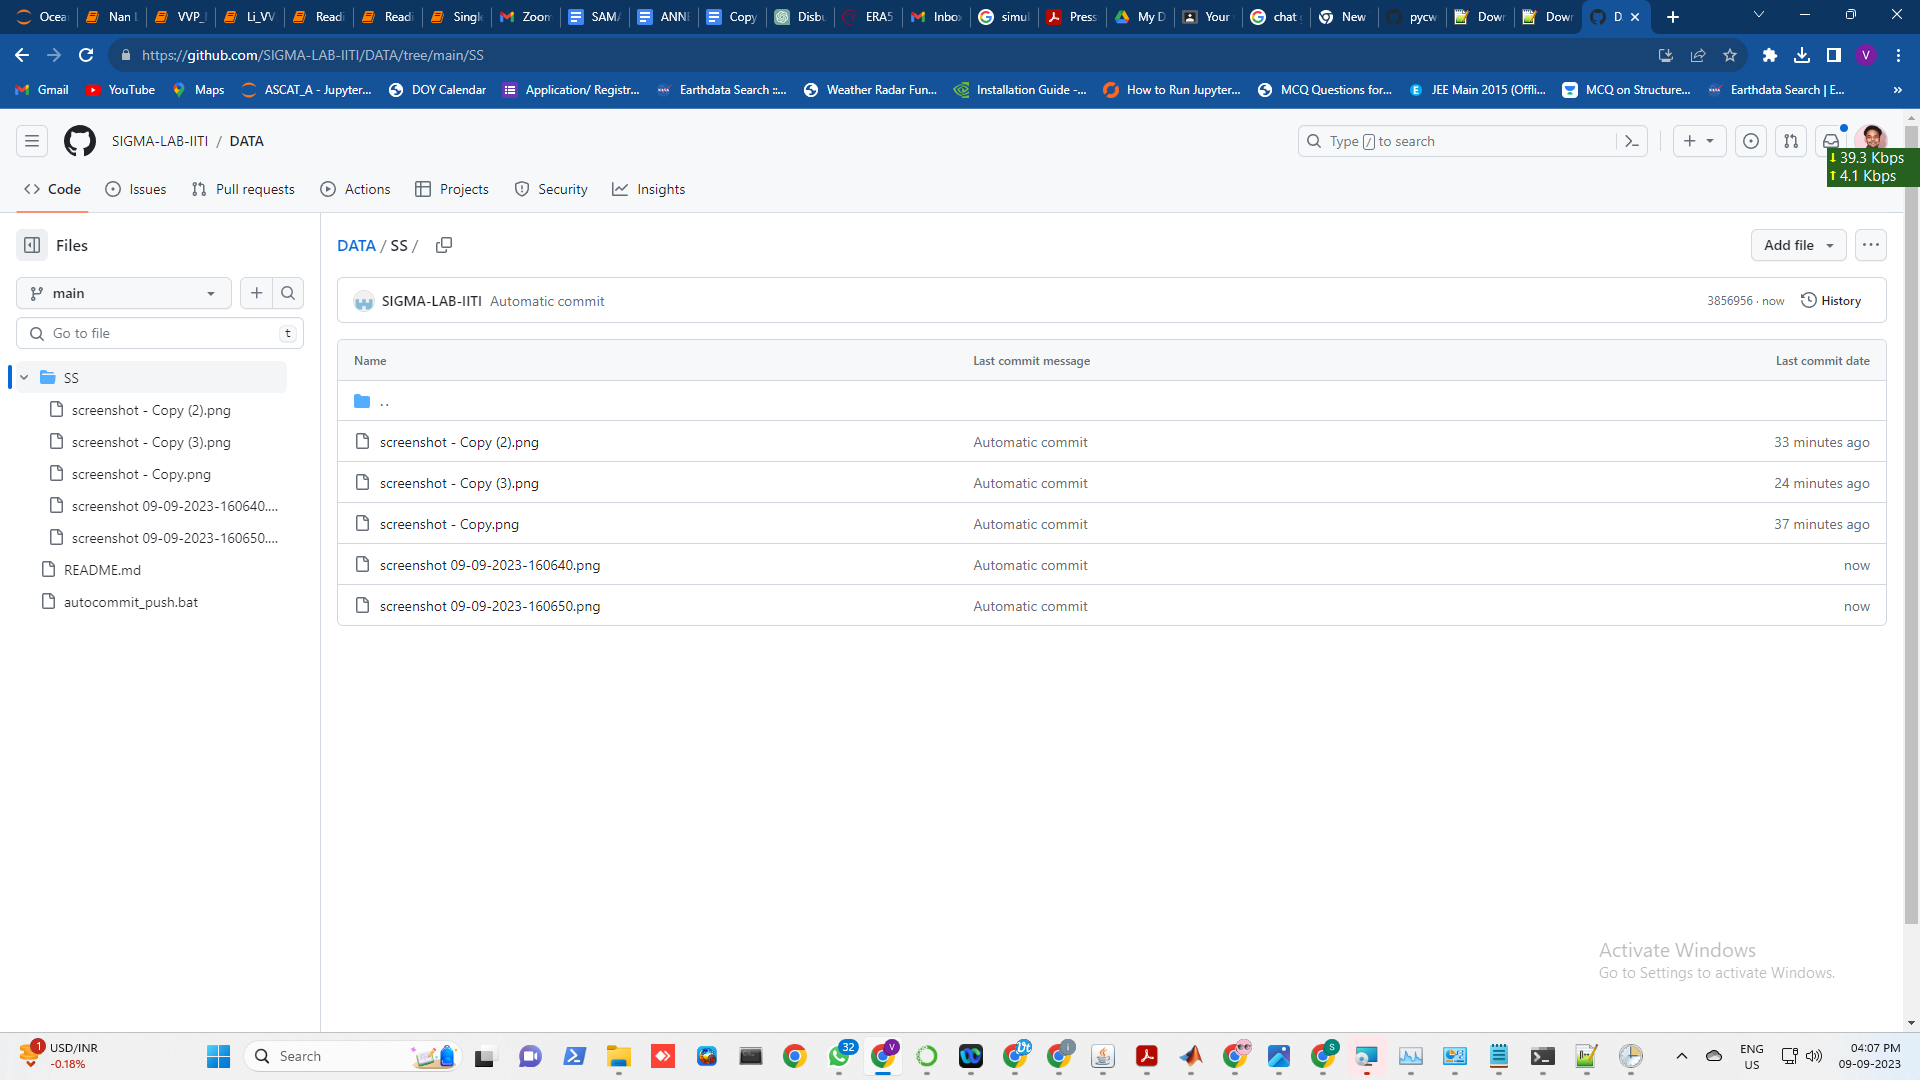 Ocea
Nan L
VVP_I
Li_VV
Readi
Readi
Single
Zoom
SAMA
ANNE
Copy
Disbu
ERA5
Inbox
simul
Press
My D
Your
chat g
New
pycw
Down
Down
D
https://github.com/SIGMA-LAB-IITI/DATA/tree/main/SS
V
Gmail
YouTube
Maps
ASCAT_A - Jupyter...
DOY Calendar
Application/ Registr...
Earthdata Search ::...
Weather Radar Fun...
Installation Guide -...
How to Run Jupyter...
MCQ Questions for...
JEE Main 2015 (Offli...
MCQ on Structure...
Earthdata Search | E...
»
SIGMA-LAB-IITI / DATA
Type / to search
39.3 Kbps
4.1 Kbps
Code
Issues
Pull requests
Actions
Projects
Security
Insights
Files
DATA / SS /
Add file
main
SIGMA-LAB-IITI Automatic commit
3856956 · now
History
Go to file
t
Name
Last commit message
Last commit date
SS
screenshot - Copy (2).png
screenshot - Copy (3).png
screenshot - Copy.png
screenshot 09-09-2023-160640....
screenshot 09-09-2023-160650....
README.md
autocommit_push.bat
..
screenshot - Copy (2).png Automatic commit 33 minutes ago
screenshot - Copy (3).png Automatic commit 24 minutes ago
screenshot - Copy.png Automatic commit 37 minutes ago
screenshot 09-09-2023-160640.png Automatic commit now
screenshot 09-09-2023-160650.png Automatic commit now
Activate Windows
Go to Settings to activate Windows.
1
USD/INR
-0.18%
Search
32
V
S
ENG
US
04:07 PM
09-09-2023